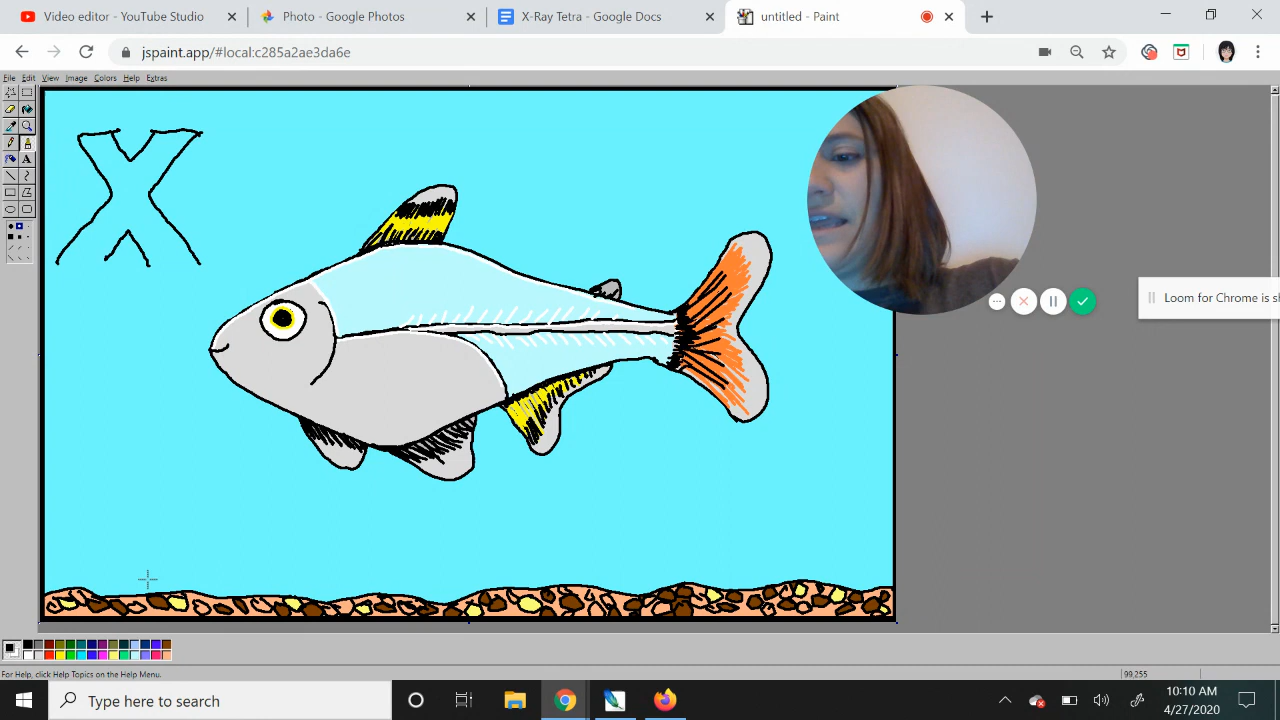 Video editor - YouTube Studio
Photo - Google Photos
X-Ray Tetra - Google Docs
untitled - Paint
jspaint.app/#local:c285a2ae3da6e
File Edit View Image Colors Help Extras
X
Loom for Chrome is sl
For Help, click Help Topics on the Help Menu.
99,255
Type here to search
10:10 AM
4/27/2020